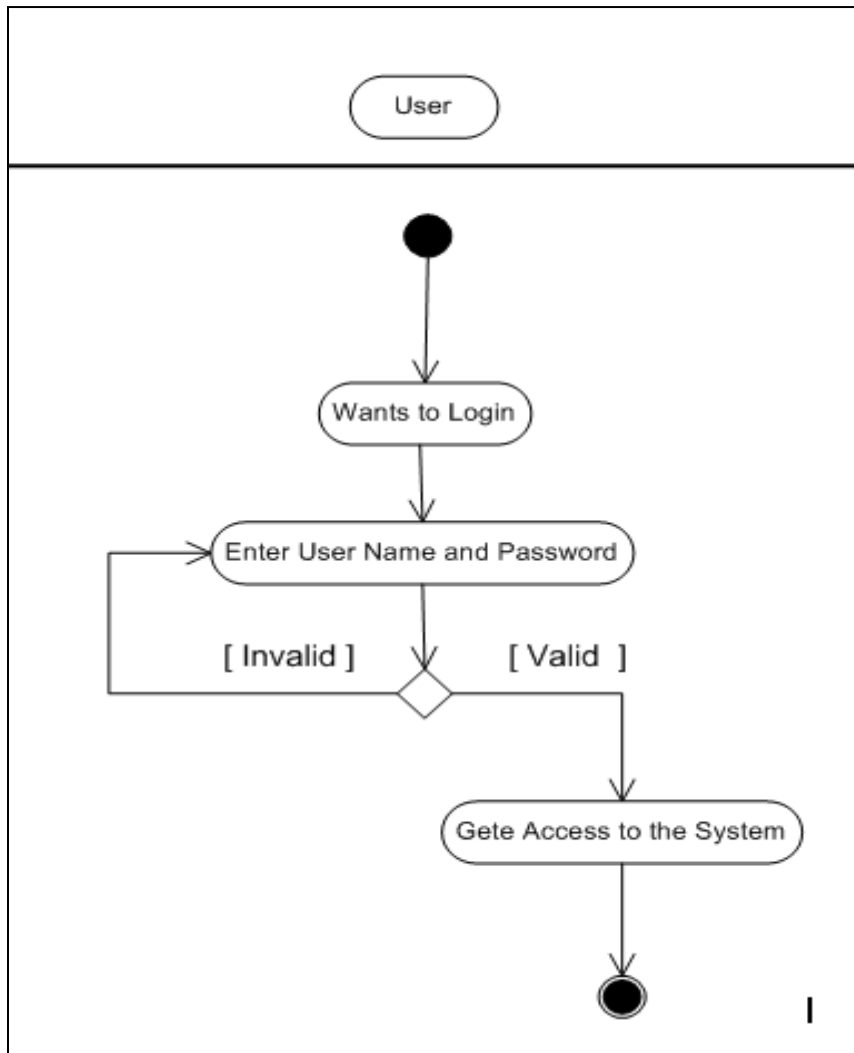 User
Wants to Login
Enter User Name and Password
[ Invalid ]
[ Valid  ]
Gete Access to the System
I